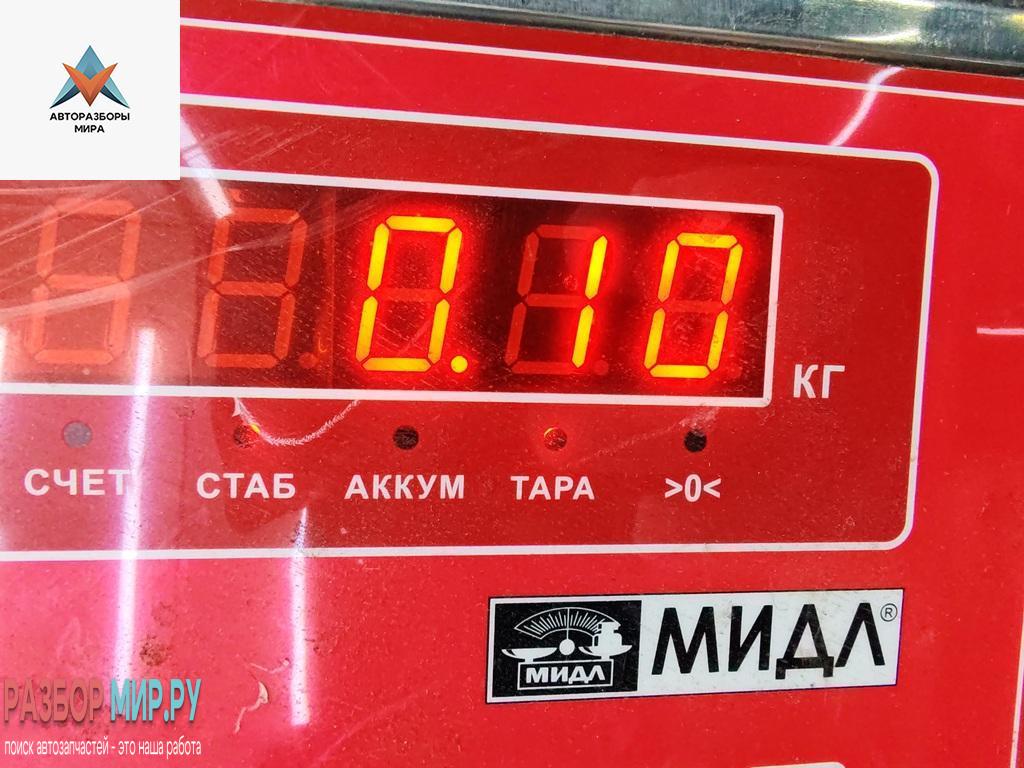 АВТОРАЗБОРЫ
МИРА
0.10
КГ
СЧЕТ СТАБ АККУМ ТАРА >0<
МИДЛ МИДЛ®
РАЗБОР МИР.РУ
поиск автозапчастей - это наша работа